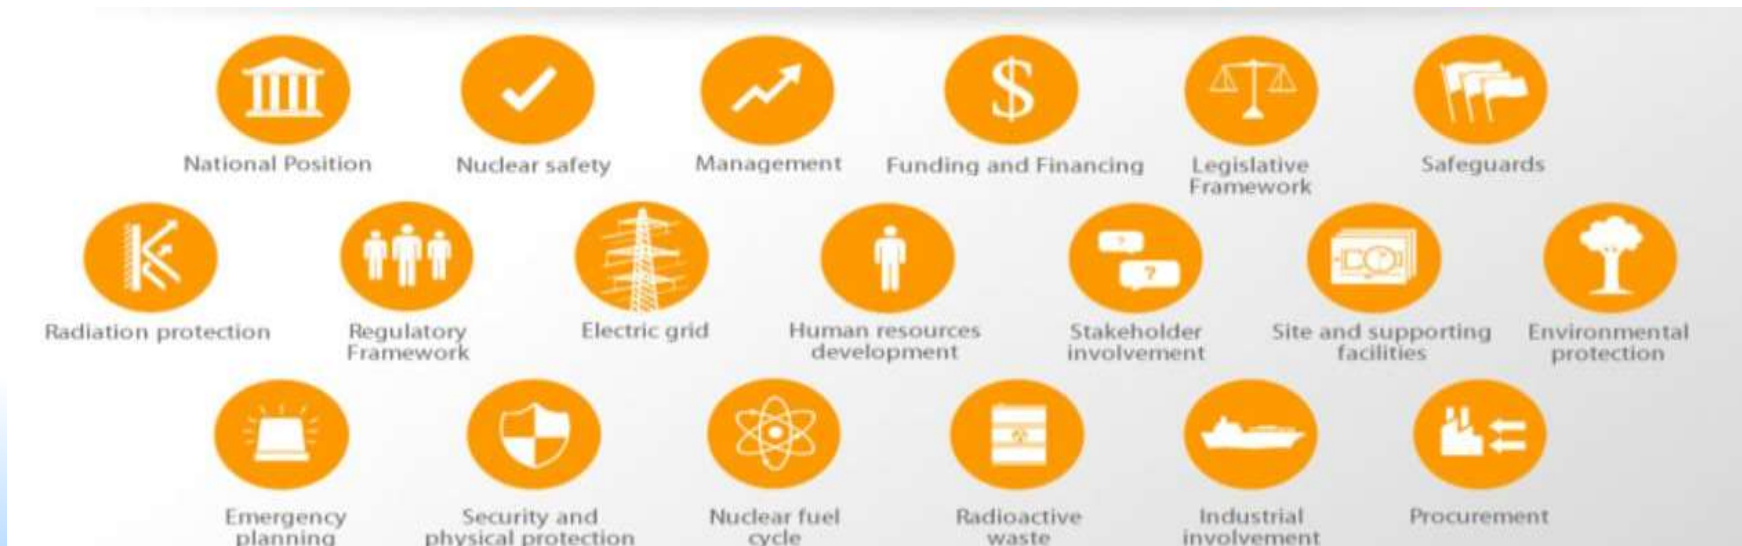 National Position
Nuclear safety
Management
Funding and Financing
Legislative
Framework
Safeguards
Radiation protection
Regulatory
Framework
Electric grid
Human resources
development
Stakeholder
involvement
Site and supporting
facilities
Environmental
protection
Emergency
planning
Security and
physical protection
Nuclear fuel
cycle
Radioactive
waste
Industrial
involvement
Procurement